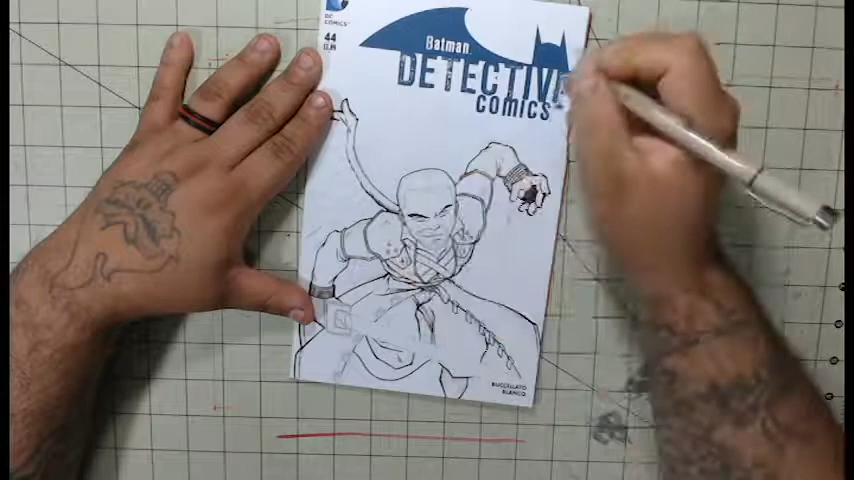 DC
COMICS
44
Batman
DETECTIVE
COMICS
BUCCELLATO
BLANCO